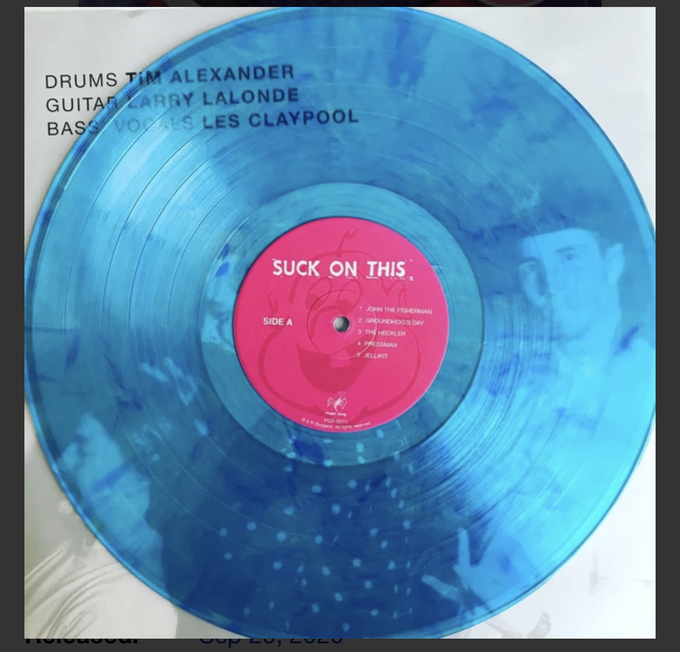 DRUMS TIM ALEXANDER
GUITAR LARRY LALONDE
BASS, VOCALS LES CLAYPOOL
SUCK ON THIS
SIDE A
1 JOHN THE FISHERMAN
2 GROUNDHOG'S DAY
3 THE HECKLER
4 PRESSMAN
5 JELLIKIT
Released: